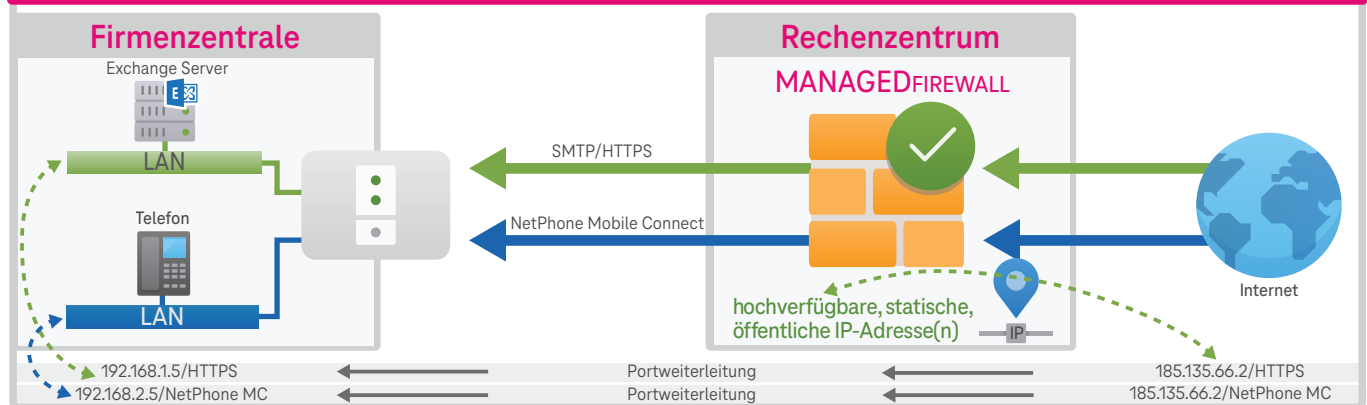 Firmenzentrale
Exchange Server
E
LAN
Telefon
LAN
SMTP/HTTPS
NetPhone Mobile Connect
Rechenzentrum
MANAGEDFIREWALL
hochverfügbare, statische,
öffentliche IP-Adresse(n)
IP
Internet
192.168.1.5/HTTPS Portweiterleitung 185.135.66.2/HTTPS
192.168.2.5/NetPhone MC Portweiterleitung 185.135.66.2/NetPhone MC